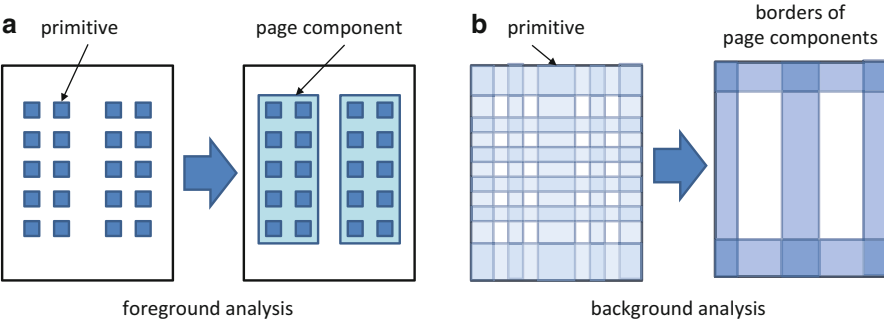 a
primitive
page component
foreground analysis
b
primitive
borders of
page components
background analysis